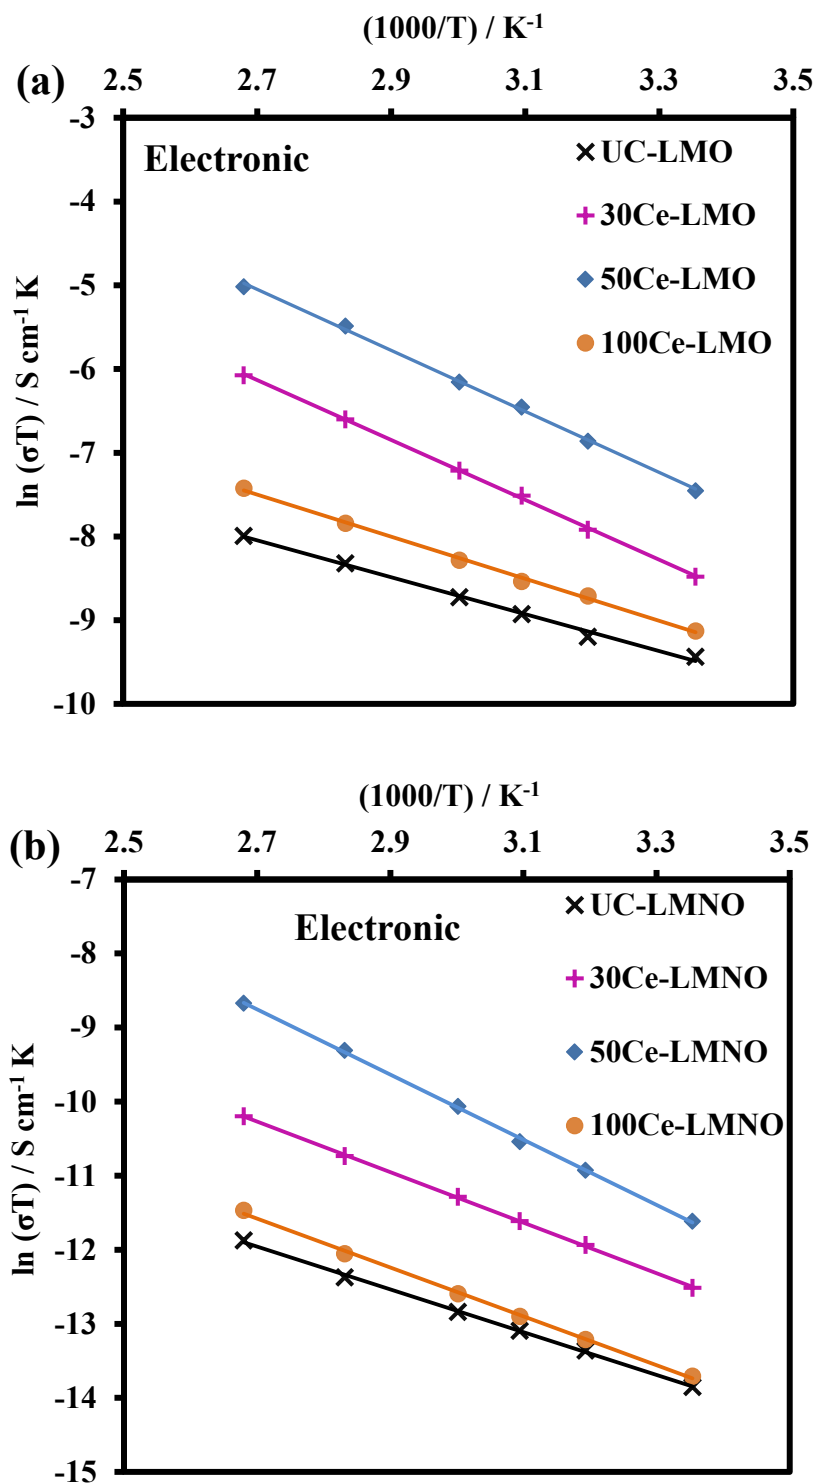 (1000/T) / K-1
(a)
2.5 2.7 2.9 3.1 3.3 3.5
-3
-4
-5
-6
-7
-8
-9
-10
ln (σT) / S cm-1 K
Electronic
UC-LMO
30Ce-LMO
50Ce-LMO
100Ce-LMO
(1000/T) / K-1
(b)
2.5 2.7 2.9 3.1 3.3 3.5
-7
-8
-9
-10
-11
-12
-13
-14
-15
ln (σT) / S cm-1 K
Electronic
UC-LMNO
30Ce-LMNO
50Ce-LMNO
100Ce-LMNO